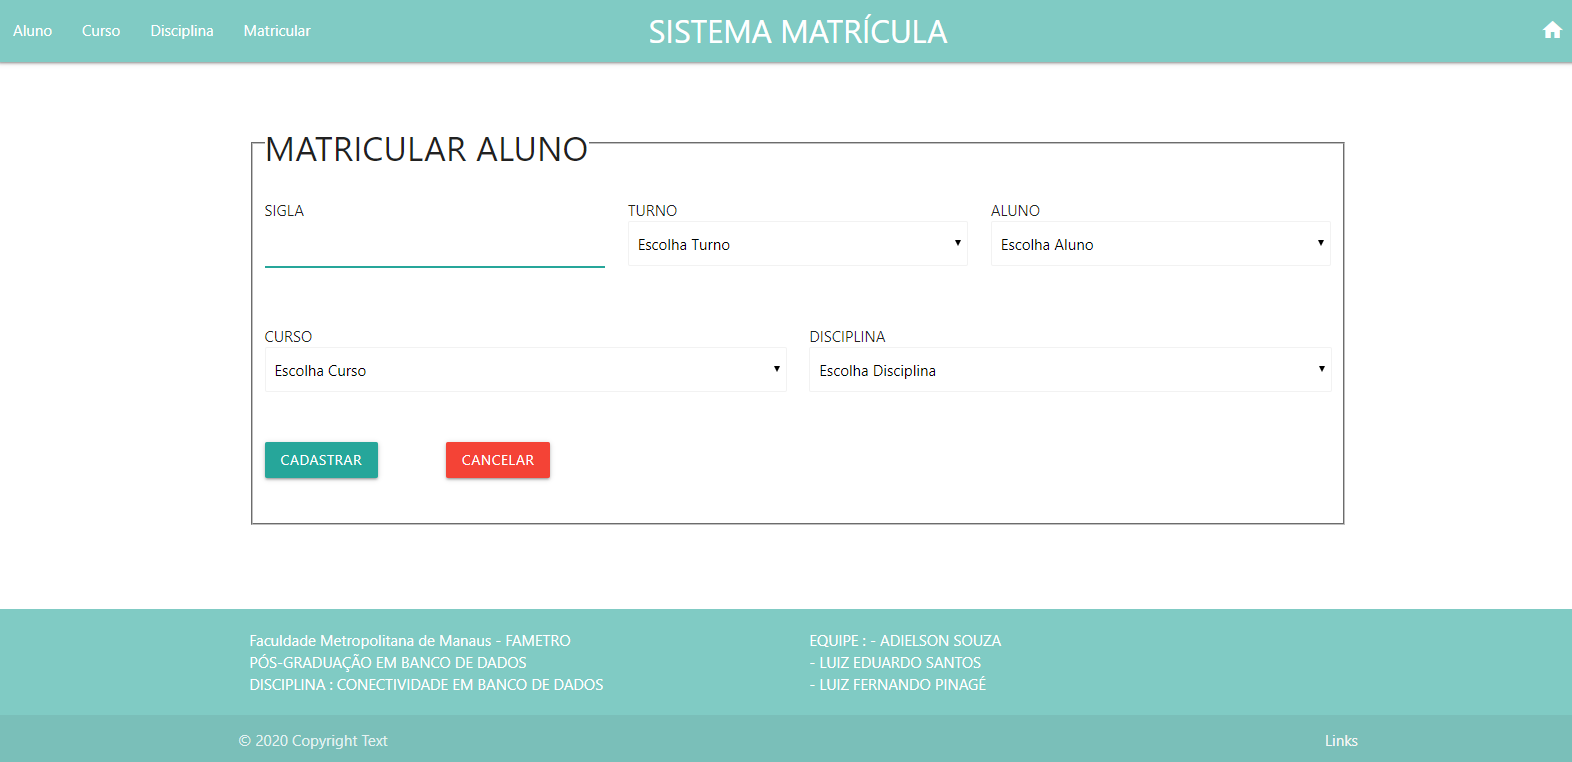 Aluno Curso Disciplina Matricular SISTEMA MATRÍCULA
MATRICULAR ALUNO
SIGLA TURNO ALUNO
Escolha Turno Escolha Aluno
CURSO DISCIPLINA
Escolha Curso Escolha Disciplina
CADASTRAR CANCELAR
Faculdade Metropolitana de Manaus - FAMETRO
PÓS-GRADUAÇÃO EM BANCO DE DADOS
DISCIPLINA : CONECTIVIDADE EM BANCO DE DADOS
EQUIPE : - ADIELSON SOUZA
- LUIZ EDUARDO SANTOS
- LUIZ FERNANDO PINAGÉ
© 2020 Copyright Text Links